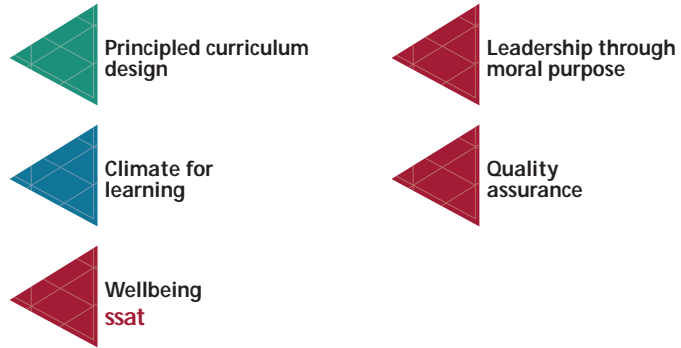 Principled curriculum
design
Climate for
learning
Wellbeing
ssat
Leadership through
moral purpose
Quality
assurance